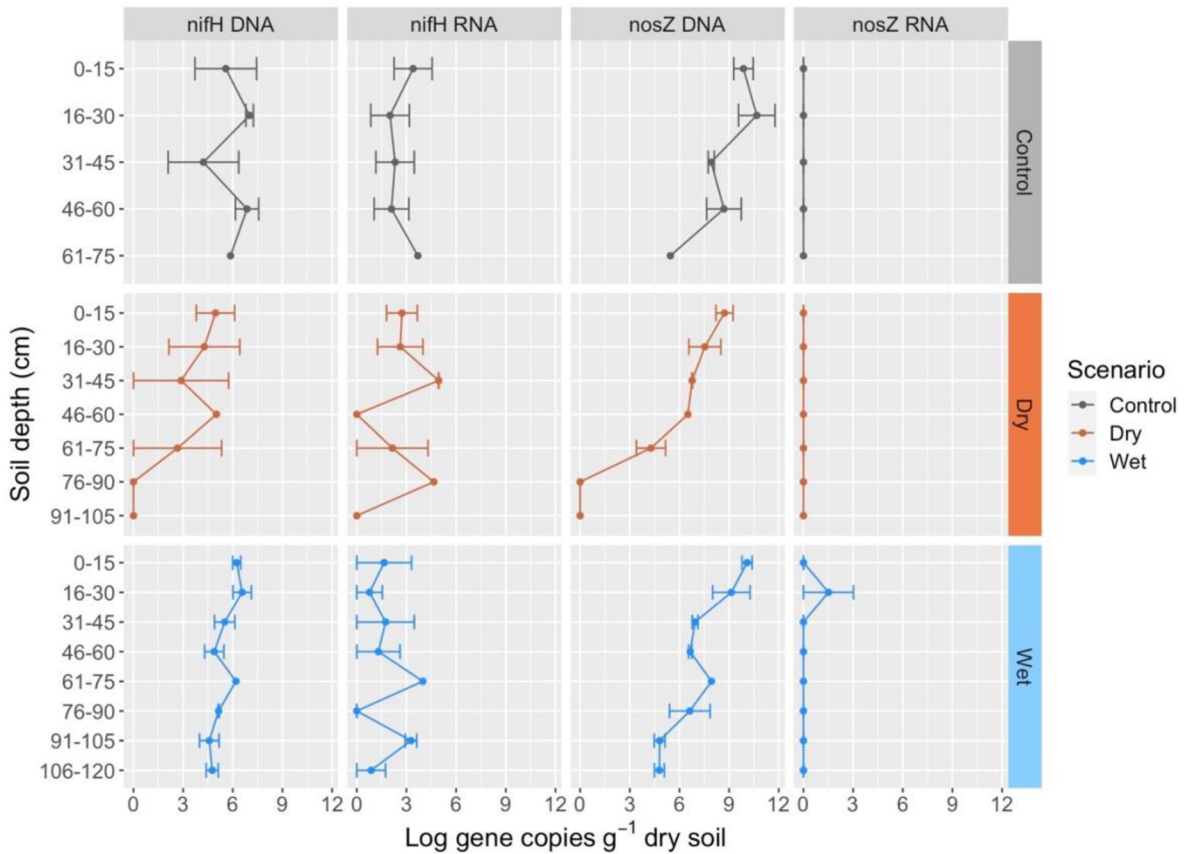 nifH DNA nifH RNA nosZ DNA nosZ RNA
0-15
16-30
31-45
46-60
61-75
Control
0-15
16-30
31-45
46-60
61-75
76-90
91-105
Dry
0-15
16-30
31-45
46-60
61-75
76-90
91-105
106-120
Wet
Soil depth (cm)
0 3 6 9 12 0 3 6 9 12 0 3 6 9 12 0 3 6 9 12
Log gene copies g⁻¹ dry soil
Scenario
Control
Dry
Wet